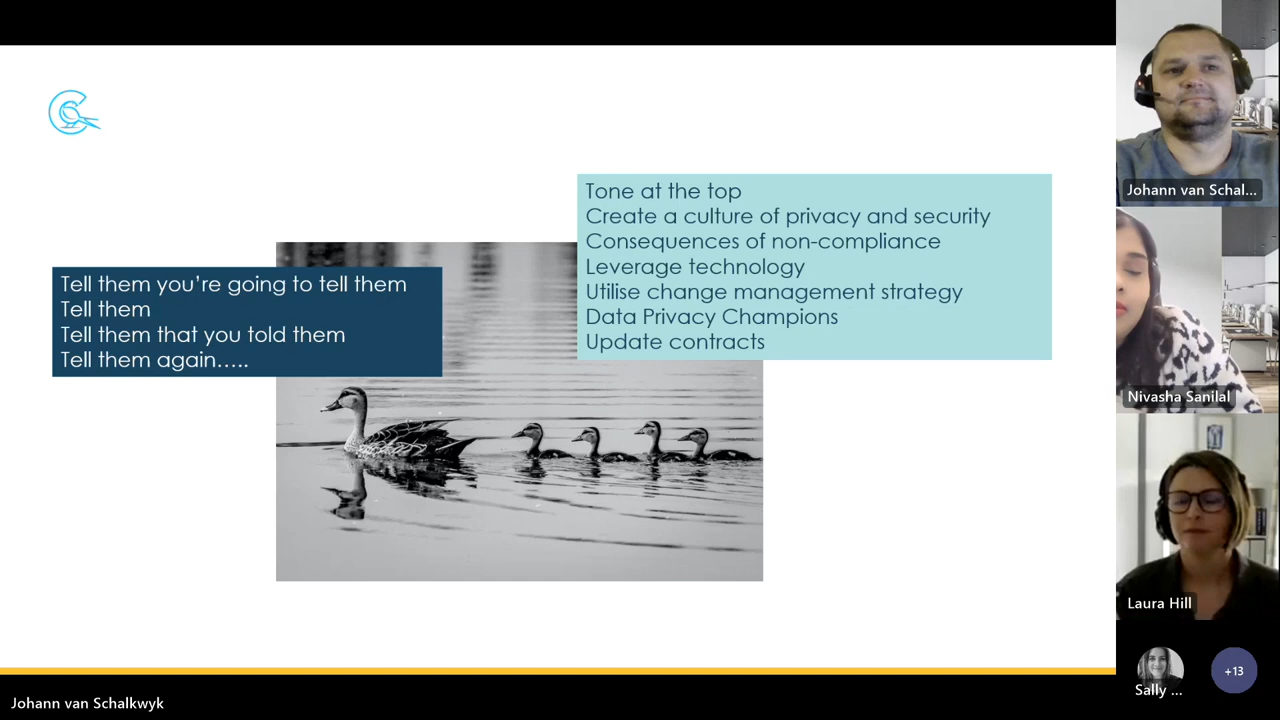 Tell them you're going to tell them
Tell them
Tell them that you told them
Tell them again.....
Tone at the top
Create a culture of privacy and security
Consequences of non-compliance
Leverage technology
Utilise change management strategy
Data Privacy Champions
Update contracts
Johann van Schal...
Nivasha Sanilal
Laura Hill
Sally ...
+13
Johann van Schalkwyk